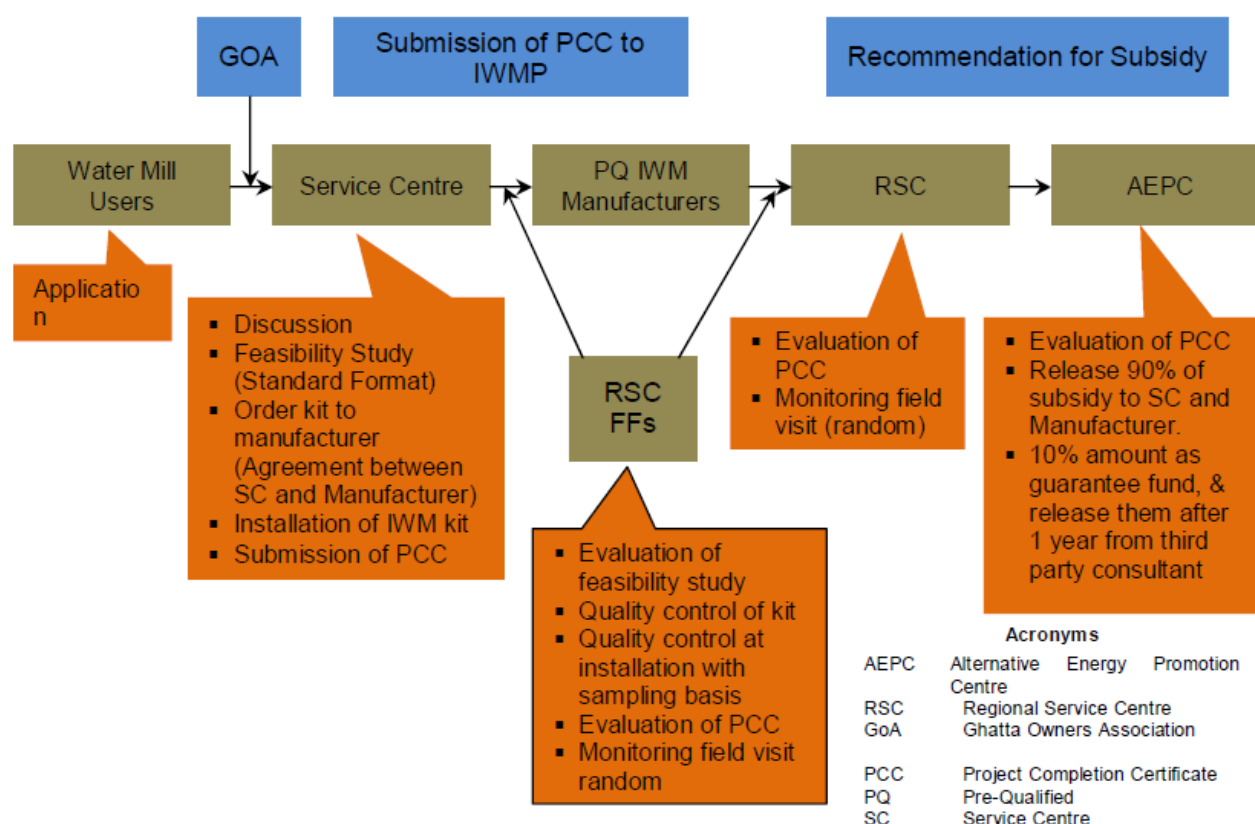 GOA
Submission of PCC to
IWMP
Recommendation for Subsidy
Water Mill
Users
Service Centre
PQ IWM
Manufacturers
RSC
AEPC
Applicatio
n
▪ Discussion
▪ Feasibility Study
(Standard Format)
▪ Order kit to
manufacturer
(Agreement between
SC and Manufacturer)
▪ Installation of IWM kit
▪ Submission of PCC
RSC
FFs
▪ Evaluation of
feasibility study
▪ Quality control of kit
▪ Quality control at
installation with
sampling basis
▪ Evaluation of PCC
▪ Monitoring field visit
random
▪ Evaluation of
PCC
▪ Monitoring field
visit (random)
▪ Evaluation of PCC
▪ Release 90% of
subsidy to SC and
Manufacturer.
▪ 10% amount as
guarantee fund, &
release them after
1 year from third
party consultant
Acronyms
AEPC Alternative Energy Promotion
Centre
RSC Regional Service Centre
GoA Ghatta Owners Association
PCC Project Completion Certificate
PQ Pre-Qualified
SC Service Centre